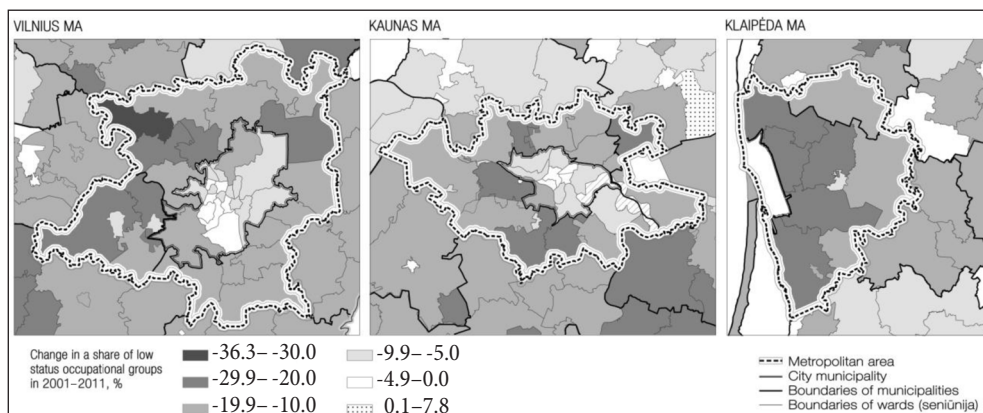 VILNIUS MA
KAUNAS MA
KLAIPĖDA MA
Change in a share of low
status occupational groups
in 2001–2011, %
-36.3– -30.0
-29.9– -20.0
-19.9– -10.0
-9.9– -5.0
-4.9–0.0
0.1–7.8
Metropolitan area
City municipality
Boundaries of municipalities
Boundaries of wards (seniūnija)